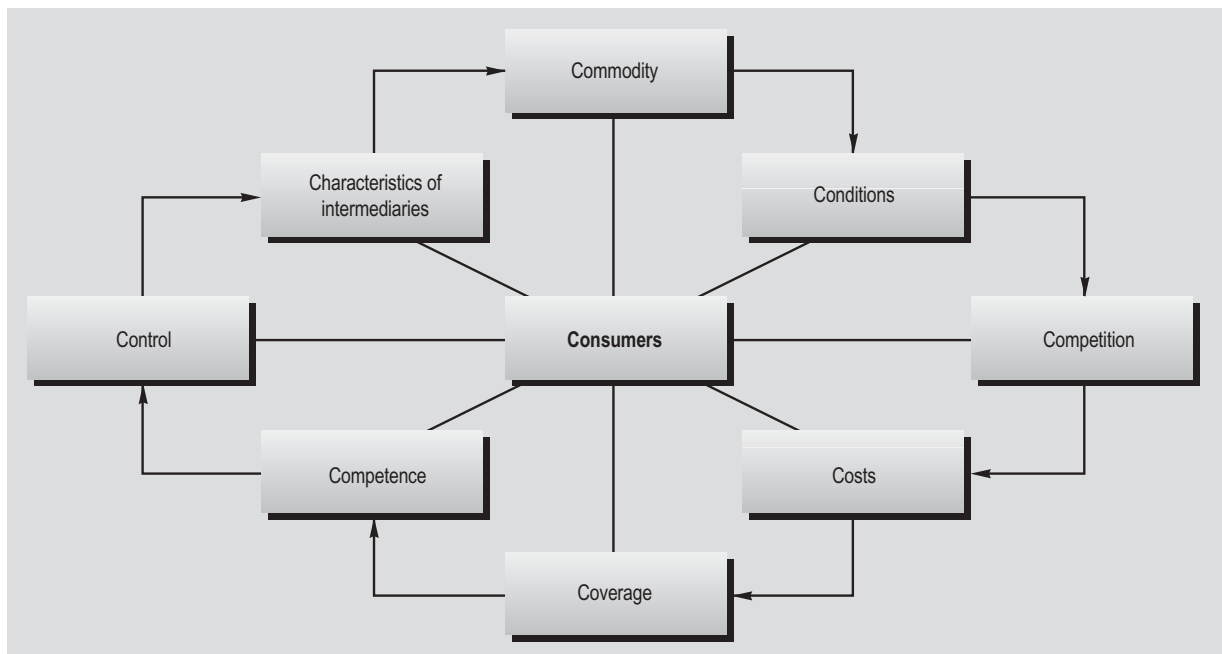 Commodity
Characteristics of
intermediaries
Conditions
Control
Consumers
Competition
Competence
Costs
Coverage